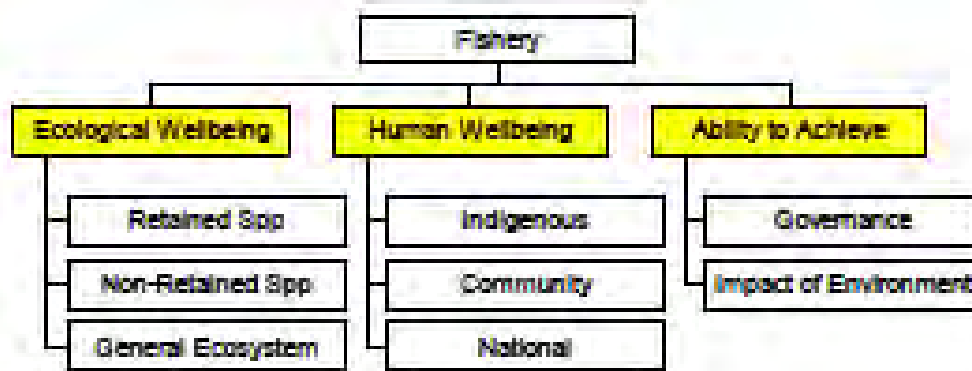 Fishery
Ecological Wellbeing
Human Wellbeing
Ability to Achieve
Retained Spp
Indigenous
Governance
Non-Retained Spp
Community
Impact of Environment
General Ecosystem
National